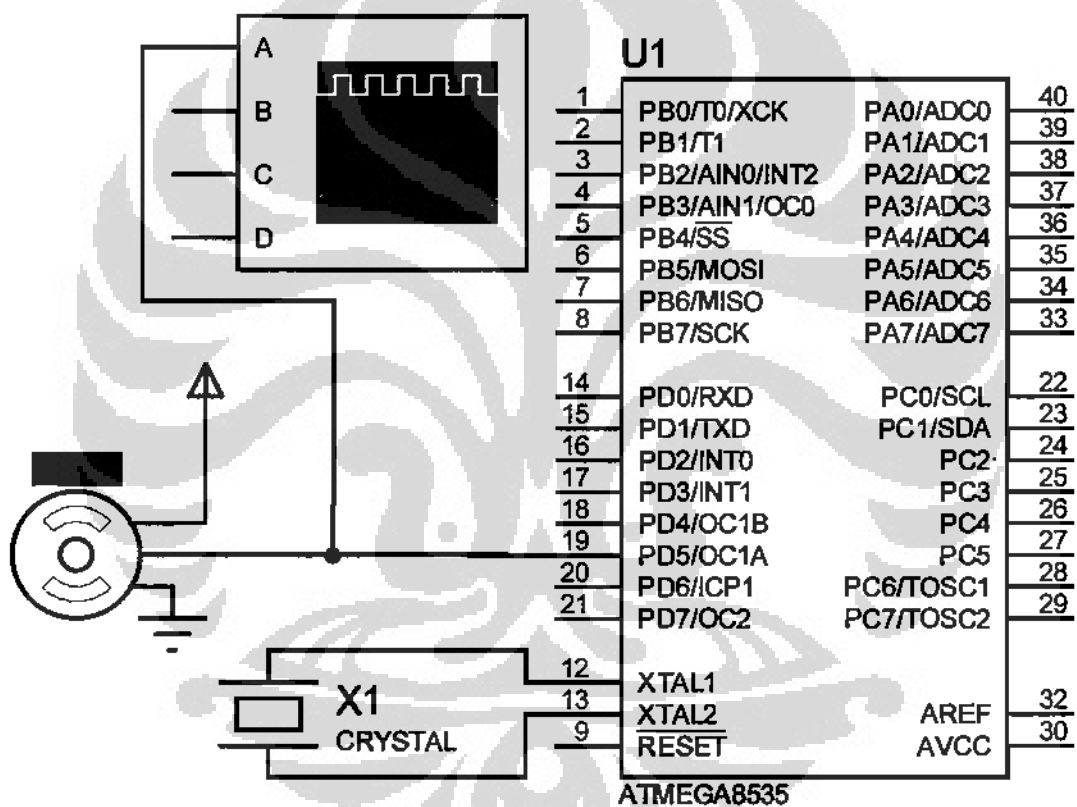 A
B
C
D
U1
1 PB0/T0/XCK PA0/ADC0 40
2 PB1/T1 PA1/ADC1 39
3 PB2/AIN0/INT2 PA2/ADC2 38
4 PB3/AIN1/OC0 PA3/ADC3 37
5 PB4/SS PA4/ADC4 36
6 PB5/MOSI PA5/ADC5 35
7 PB6/MISO PA6/ADC6 34
8 PB7/SCK PA7/ADC7 33
14 PD0/RXD PC0/SCL 22
15 PD1/TXD PC1/SDA 23
16 PD2/INT0 PC2 24
17 PD3/INT1 PC3 25
18 PD4/OC1B PC4 26
19 PD5/OC1A PC5 27
20 PD6/ICP1 PC6/TOSC1 28
21 PD7/OC2 PC7/TOSC2 29
12 XTAL1
13 XTAL2 AREF 32
9 RESET AVCC 30
X1
CRYSTAL
ATMEGA8535